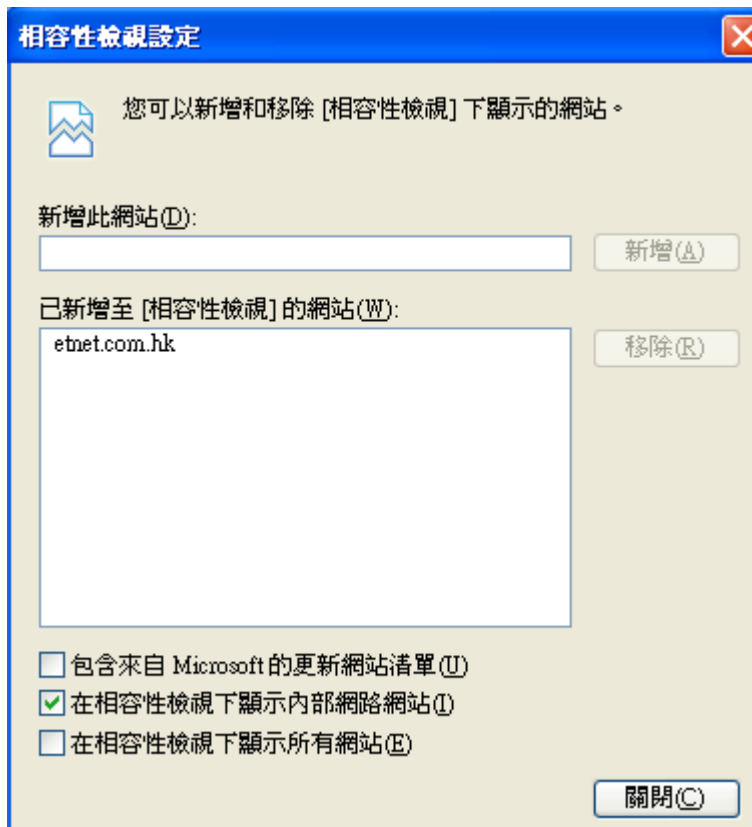 相容性檢視設定
您可以新增和移除 [相容性檢視] 下顯示的網站。
新增此網站(D):
新增(A)
已新增至 [相容性檢視] 的網站(W):
etnet.com.hk
移除(R)
包含來自 Microsoft 的更新網站清單(U)
在相容性檢視下顯示內部網路網站(I)
在相容性檢視下顯示所有網站(E)
關閉(C)